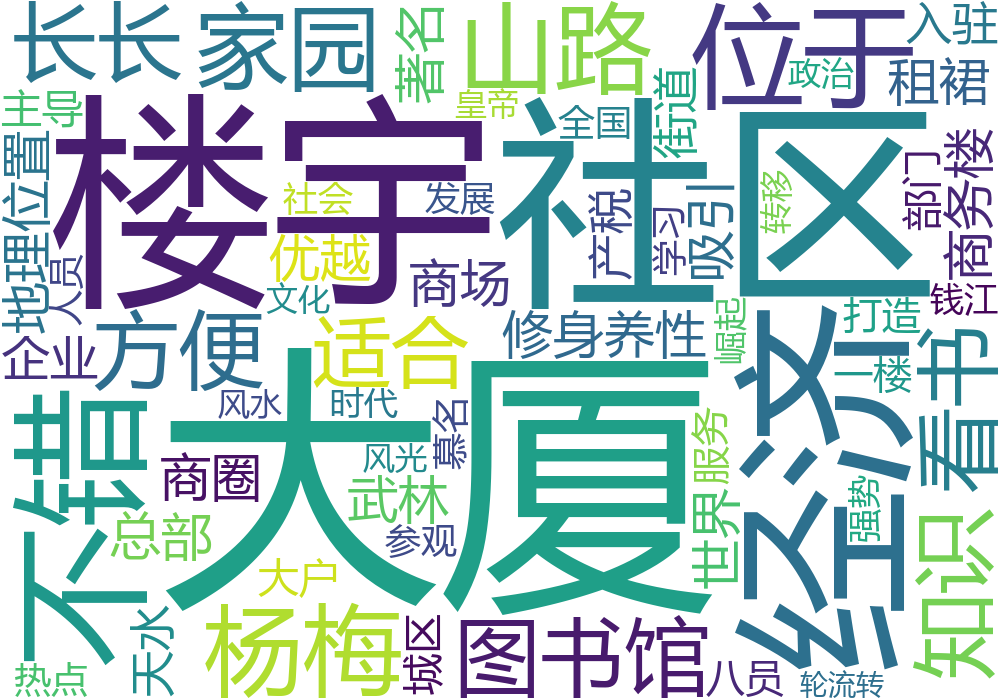 长长
家园
著名
山路
位于
入驻
政治
租裙
主导
皇帝
全国
街道
楼宇
社区
地理位置
人员
社会
发展
优越
文化
商场
产税
学习
吸引
转移
部门
商务楼
钱江
企业
方便
适合
修身养性
崛起
打造
一楼
看书
不错
大厦
经济
风水
时代
慕名
风光
商圈
武林
总部
参观
服务
世界
强势
知识
大户
杨梅
天水
城区
图书馆
八员
热点
轮流转